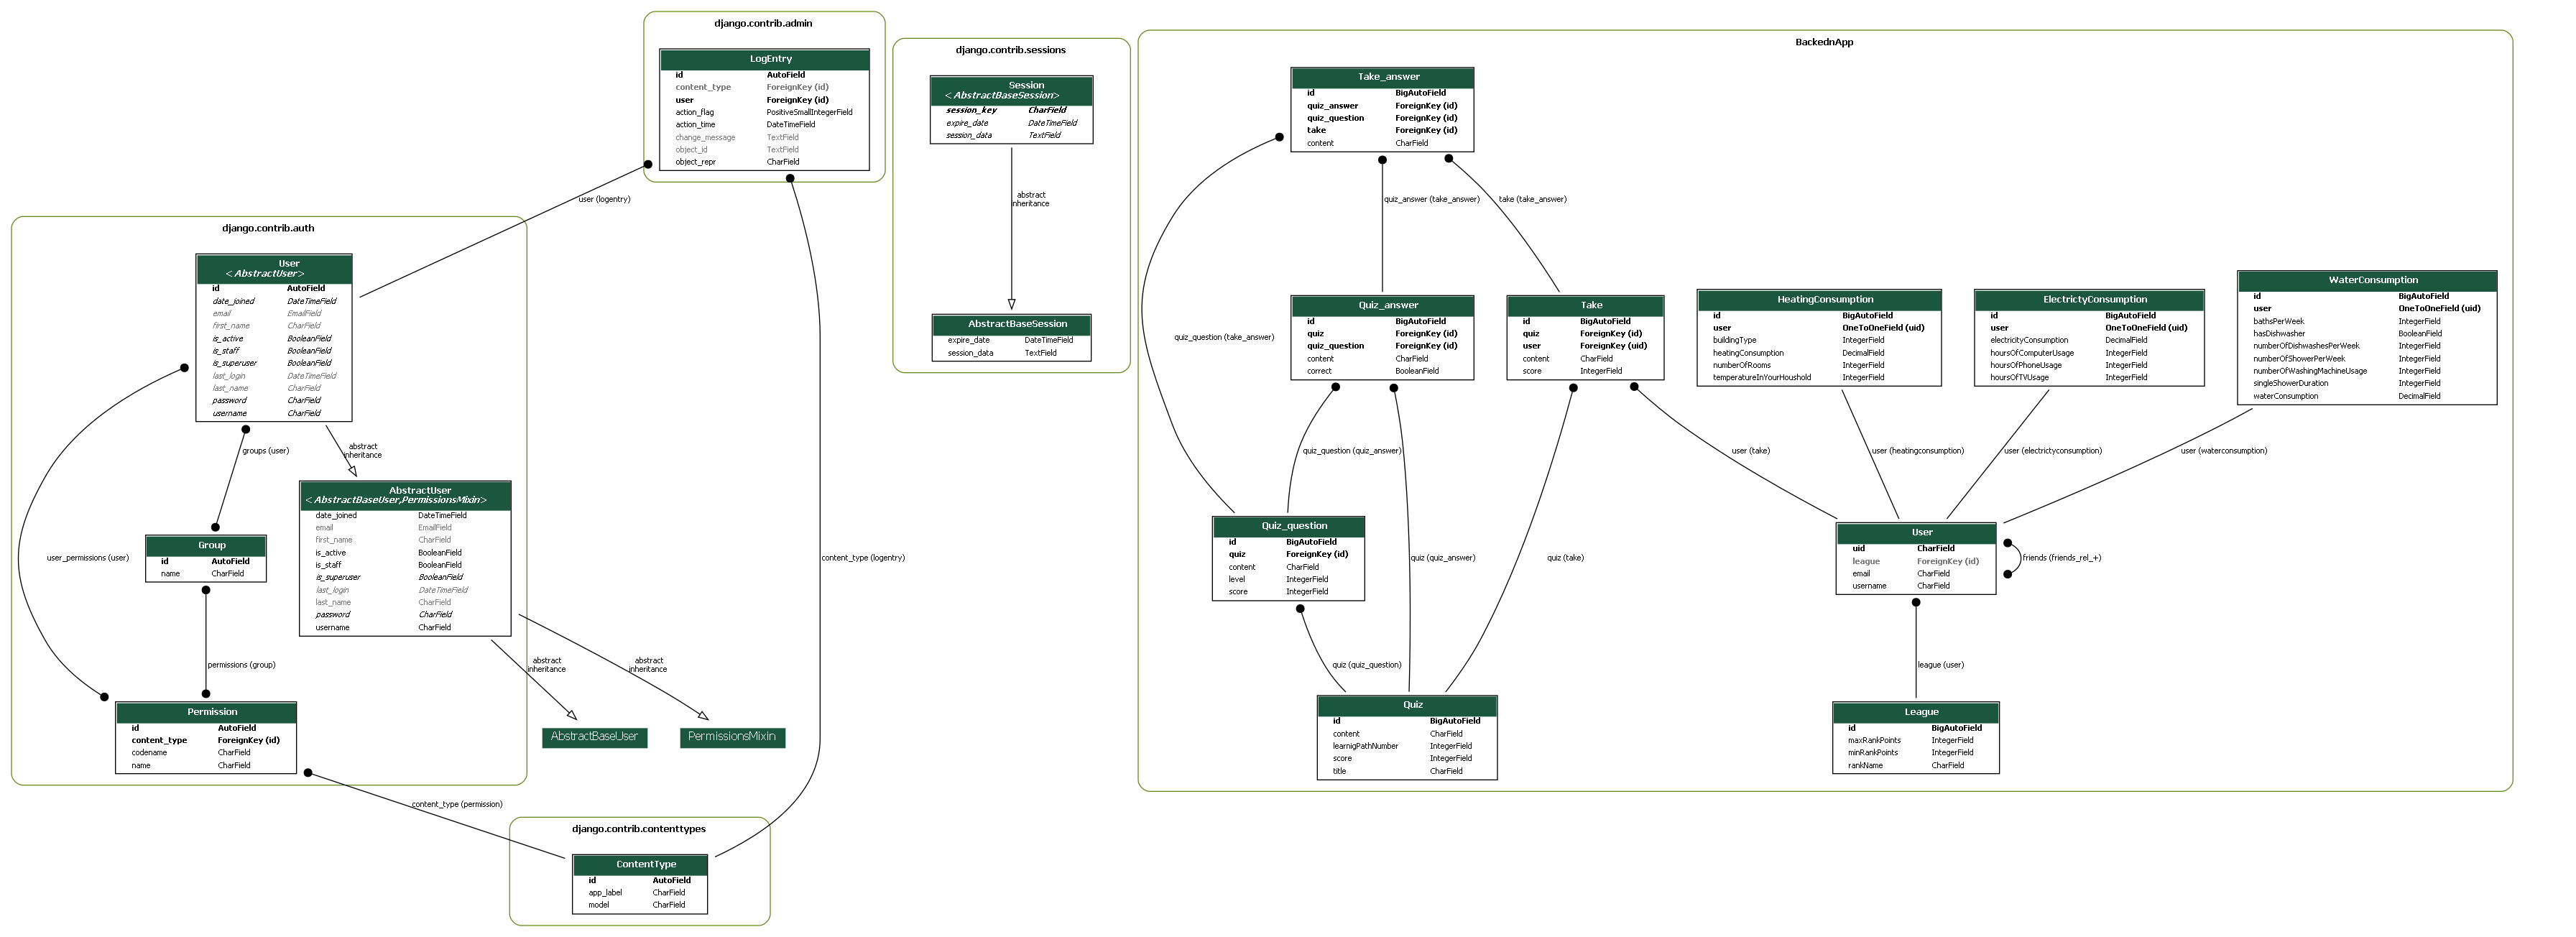 django.contrib.admin
LogEntry
id AutoField
content_type ForeignKey (id)
user ForeignKey (id)
action_flag PositiveSmallIntegerField
action_time DateTimeField
change_message TextField
object_id TextField
object_repr CharField
user (logentry)
content_type (logentry)
django.contrib.auth
User
<AbstractUser>
id AutoField
date_joined DateTimeField
email EmailField
first_name CharField
is_active BooleanField
is_staff BooleanField
is_superuser BooleanField
last_login DateTimeField
last_name CharField
password CharField
username CharField
groups (user)
abstract
inheritance
user_permissions (user)
AbstractUser
<AbstractBaseUser,PermissionsMixin>
date_joined DateTimeField
email EmailField
first_name CharField
is_active BooleanField
is_staff BooleanField
is_superuser BooleanField
last_login DateTimeField
last_name CharField
password CharField
username CharField
Group
id AutoField
name CharField
permissions (group)
abstract
inheritance
abstract
inheritance
Permission
id AutoField
content_type ForeignKey (id)
codename CharField
name CharField
AbstractBaseUser
PermissionsMixin
content_type (permission)
django.contrib.contenttypes
ContentType
id AutoField
app_label CharField
model CharField
django.contrib.sessions
Session
<AbstractBaseSession>
session_key CharField
expire_date DateTimeField
session_data TextField
abstract
inheritance
AbstractBaseSession
expire_date DateTimeField
session_data TextField
BackednApp
Take_answer
id BigAutoField
quiz_answer ForeignKey (id)
quiz_question ForeignKey (id)
take ForeignKey (id)
content CharField
quiz_answer (take_answer)
take (take_answer)
quiz_question (take_answer)
Quiz_answer
id BigAutoField
quiz ForeignKey (id)
quiz_question ForeignKey (id)
content CharField
correct BooleanField
Take
id BigAutoField
quiz ForeignKey (id)
user ForeignKey (uid)
content CharField
score IntegerField
HeatingConsumption
id BigAutoField
user OneToOneField (uid)
buildingType IntegerField
heatingConsumption DecimalField
numberOfRooms IntegerField
temperatureInYourHoushold IntegerField
ElectrictyConsumption
id BigAutoField
user OneToOneField (uid)
electricityConsumption DecimalField
hoursOfComputerUsage IntegerField
hoursOfPhoneUsage IntegerField
hoursOfTVUsage IntegerField
WaterConsumption
id BigAutoField
user OneToOneField (uid)
bathsPerWeek IntegerField
hasDishwasher BooleanField
numberOfDishwashesPerWeek IntegerField
numberOfShowerPerWeek IntegerField
numberOfWashingMachineUsage IntegerField
singleShowerDuration IntegerField
waterConsumption DecimalField
quiz_question (quiz_answer)
user (take)
user (heatingconsumption)
user (electrictyconsumption)
user (waterconsumption)
Quiz_question
id BigAutoField
quiz ForeignKey (id)
content CharField
level IntegerField
score IntegerField
quiz (quiz_answer)
quiz (take)
User
uid CharField
league ForeignKey (id)
email CharField
username CharField
friends (friends_rel_+)
quiz (quiz_question)
league (user)
Quiz
id BigAutoField
content CharField
learnigPathNumber IntegerField
score IntegerField
title CharField
League
id BigAutoField
maxRankPoints IntegerField
minRankPoints IntegerField
rankName CharField